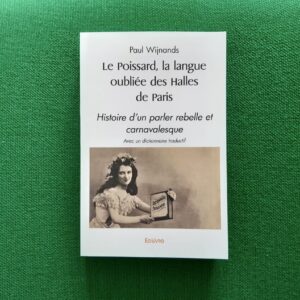 Paul Wijnands
Le Poissard, la langue
oubliée des Halles
de Paris
Histoire d'un parler rebelle et
carnavalesque
Avec un dictionnaire traductif
Edilivre